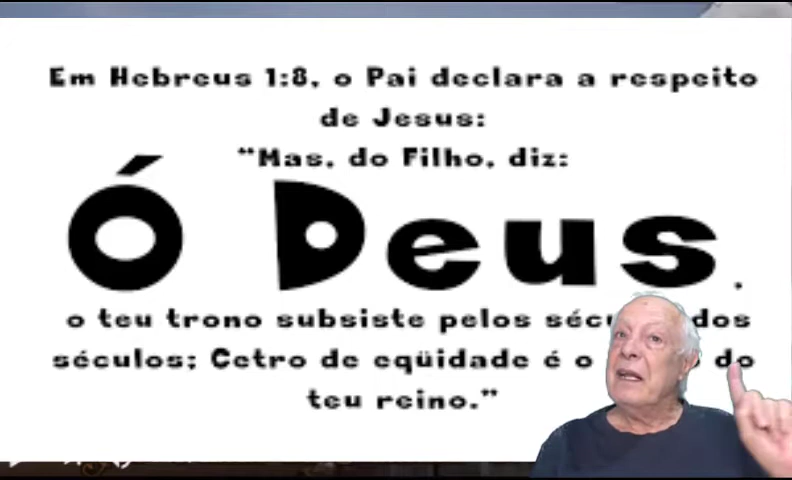 Em Hebreus 1:8, o Pai declara a respeito
de Jesus:
“Mas, do Filho, diz:
Ó Deus,
o teu trono subsiste pelos dos
séculos; Cetro de eqüidade é o do
teu reino.”